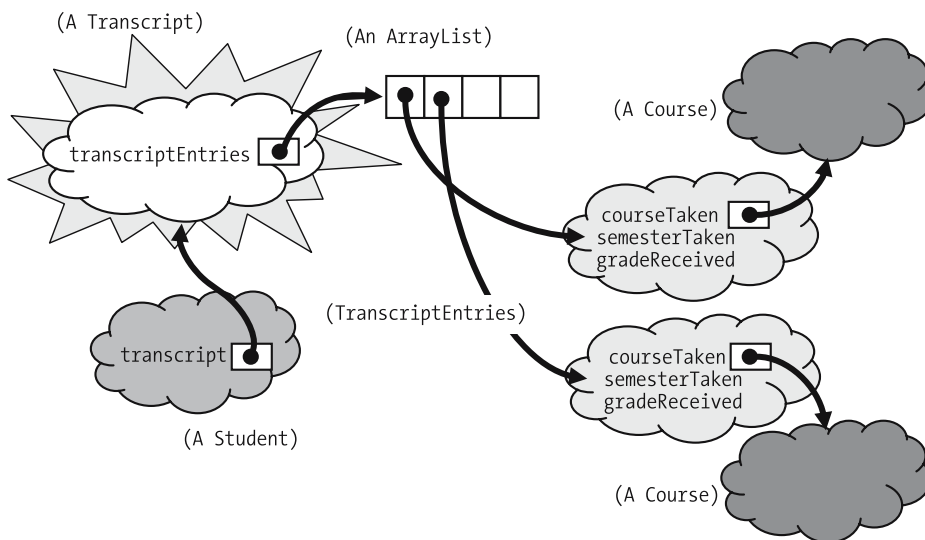 (A Transcript)
(An ArrayList)
(A Course)
transcriptEntries
courseTaken
semesterTaken
gradeReceived
(TranscriptEntries)
transcript
courseTaken
semesterTaken
gradeReceived
(A Student)
(A Course)